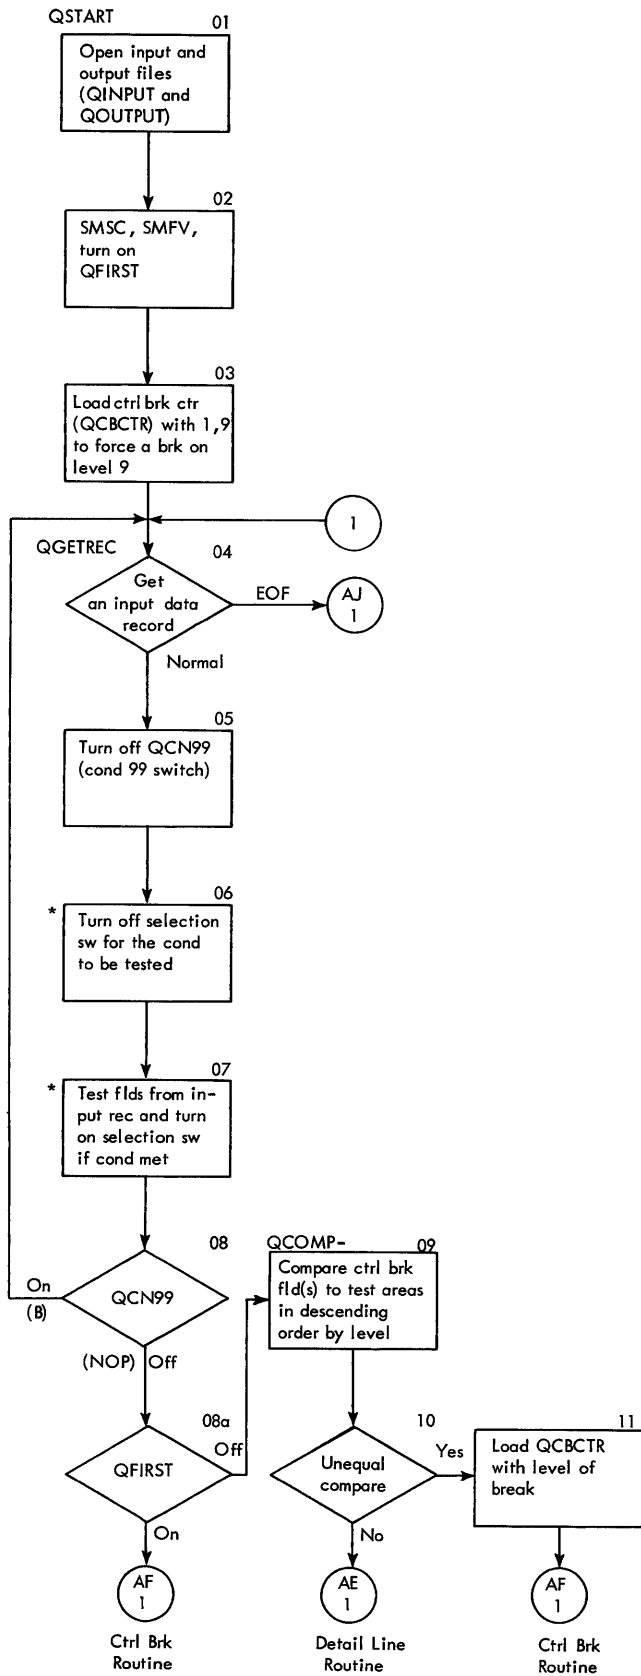 QSTART
01
Open input and
output files
(QINPUT and
QOUTPUT)
02
SMSC, SMFV,
turn on
QFIRST
03
Load ctrl brk ctr
(QCBCTR) with 1,9
to force a brk on
level 9
1
QGETREC
04
Get
an input data
record
EOF
AJ
1
Normal
05
Turn off QCN99
(cond 99 switch)
06
*
Turn off selection
sw for the cond
to be tested
07
*
Test flds from in-
put rec and turn
on selection sw
if cond met
08
On
(B)
QCN99
(NOP) Off
QCOMP-
09
Compare ctrl brk
fld(s) to test areas
in descending
order by level
08a
Off
QFIRST
On
10
Unequal
compare
Yes
No
11
Load QCBCTR
with level of
break
AF
1
Ctrl Brk
Routine
AE
1
Detail Line
Routine
AF
1
Ctrl Brk
Routine